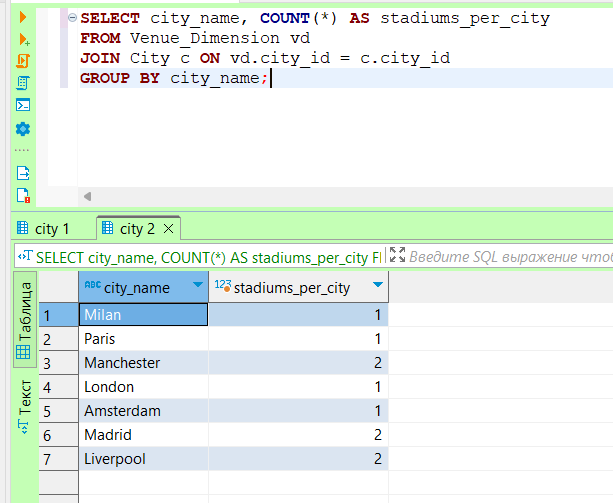 SELECT city_name, COUNT(*) AS stadiums_per_city
FROM Venue_Dimension vd
JOIN City c ON vd.city_id = c.city_id
GROUP BY city_name;
city 1
city 2
SELECT city_name, COUNT(*) AS stadiums_per_city FI
Введите SQL выражение чтоб
Таблица
Текст
ABC city_name 123 stadiums_per_city
1 Milan 1
2 Paris 1
3 Manchester 2
4 London 1
5 Amsterdam 1
6 Madrid 2
7 Liverpool 2